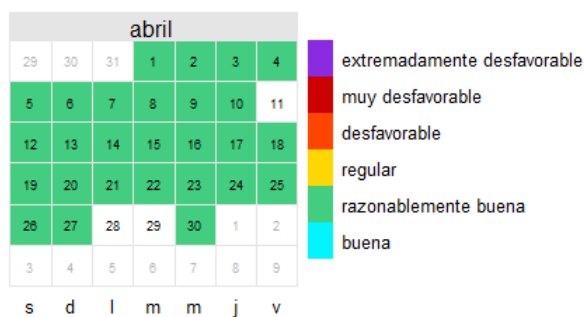 abril
29 30 31 1 2 3 4
5 6 7 8 9 10 11
12 13 14 15 16 17 18
19 20 21 22 23 24 25
26 27 28 29 30 1 2
3 4 5 6 7 8 9
s d l m m j v
extremadamente desfavorable
muy desfavorable
desfavorable
regular
razonablemente buena
buena